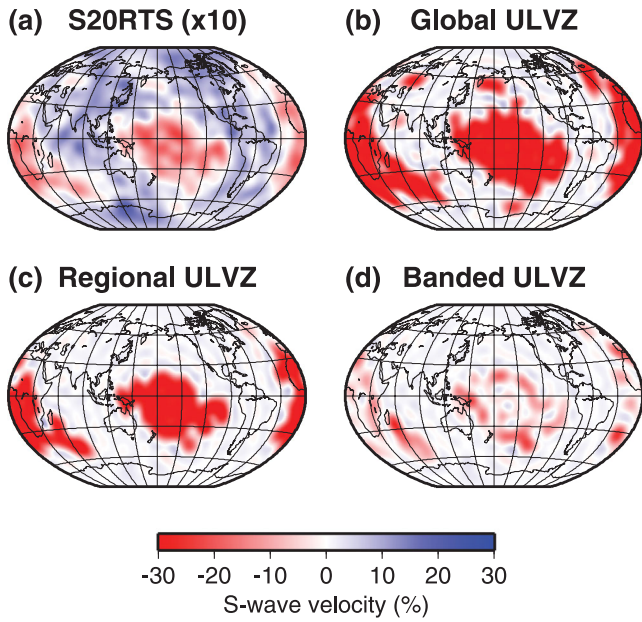 (a) S20RTS (x10)
(b) Global ULVZ
(c) Regional ULVZ
(d) Banded ULVZ
-30 -20 -10 0 10 20 30
S-wave velocity (%)